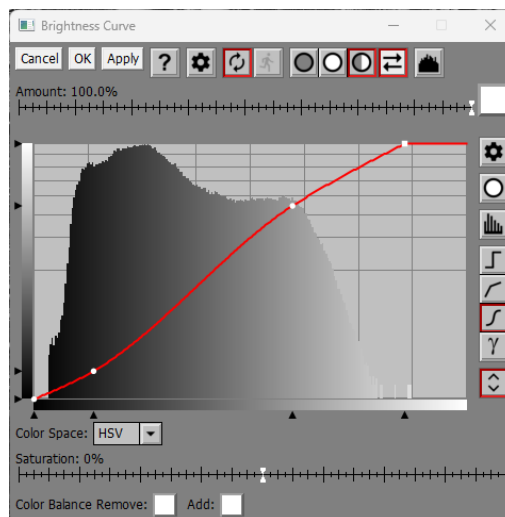 Brightness Curve
Cancel OK Apply ?
Amount: 100.0%
γ
Color Space: HSV
Saturation: 0%
Color Balance Remove: Add: